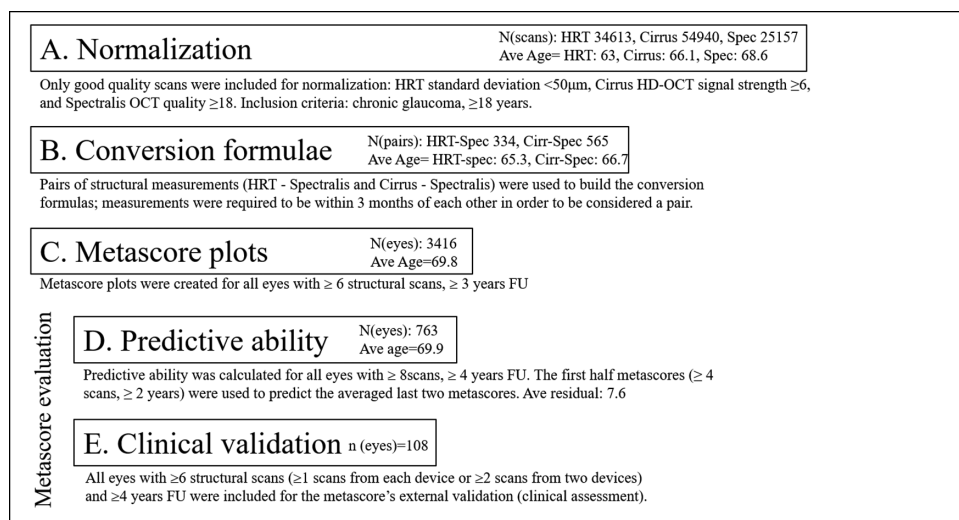 A. Normalization
N(scans): HRT 34613, Cirrus 54940, Spec 25157
Ave Age= HRT: 63, Cirrus: 66.1, Spec: 68.6
Only good quality scans were included for normalization: HRT standard deviation <50μm, Cirrus HD-OCT signal strength ≥6,
and Spectralis OCT quality ≥18. Inclusion criteria: chronic glaucoma, ≥18 years.
B. Conversion formulae
N(pairs): HRT-Spec 334, Cirr-Spec 565
Ave Age= HRT-spec: 65.3, Cirr-Spec: 66.7
Pairs of structural measurements (HRT - Spectralis and Cirrus - Spectralis) were used to build the conversion
formulas; measurements were required to be within 3 months of each other in order to be considered a pair.
C. Metascore plots
N(eyes): 3416
Ave Age=69.8
Metascore plots were created for all eyes with ≥ 6 structural scans, ≥ 3 years FU
Metascore evaluation
D. Predictive ability
N(eyes): 763
Ave age=69.9
Predictive ability was calculated for all eyes with ≥ 8scans, ≥ 4 years FU. The first half metascores (≥ 4
scans, ≥ 2 years) were used to predict the averaged last two metascores. Ave residual: 7.6
E. Clinical validation n (eyes)=108
All eyes with ≥6 structural scans (≥1 scans from each device or ≥2 scans from two devices)
and ≥4 years FU were included for the metascore's external validation (clinical assessment).